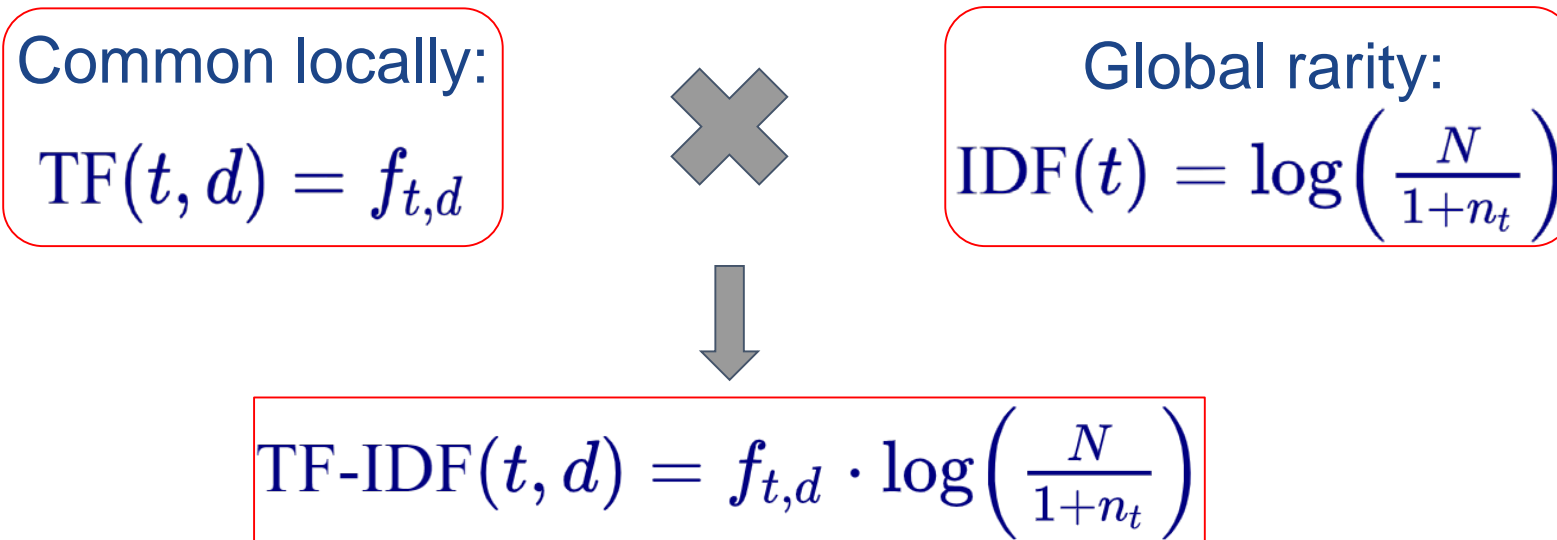 Common locally:
TF(t, d) = f_{t,d}
Global rarity:
IDF(t) = log(N / (1+n_t))
TF-IDF(t, d) = f_{t,d} · log(N / (1+n_t))